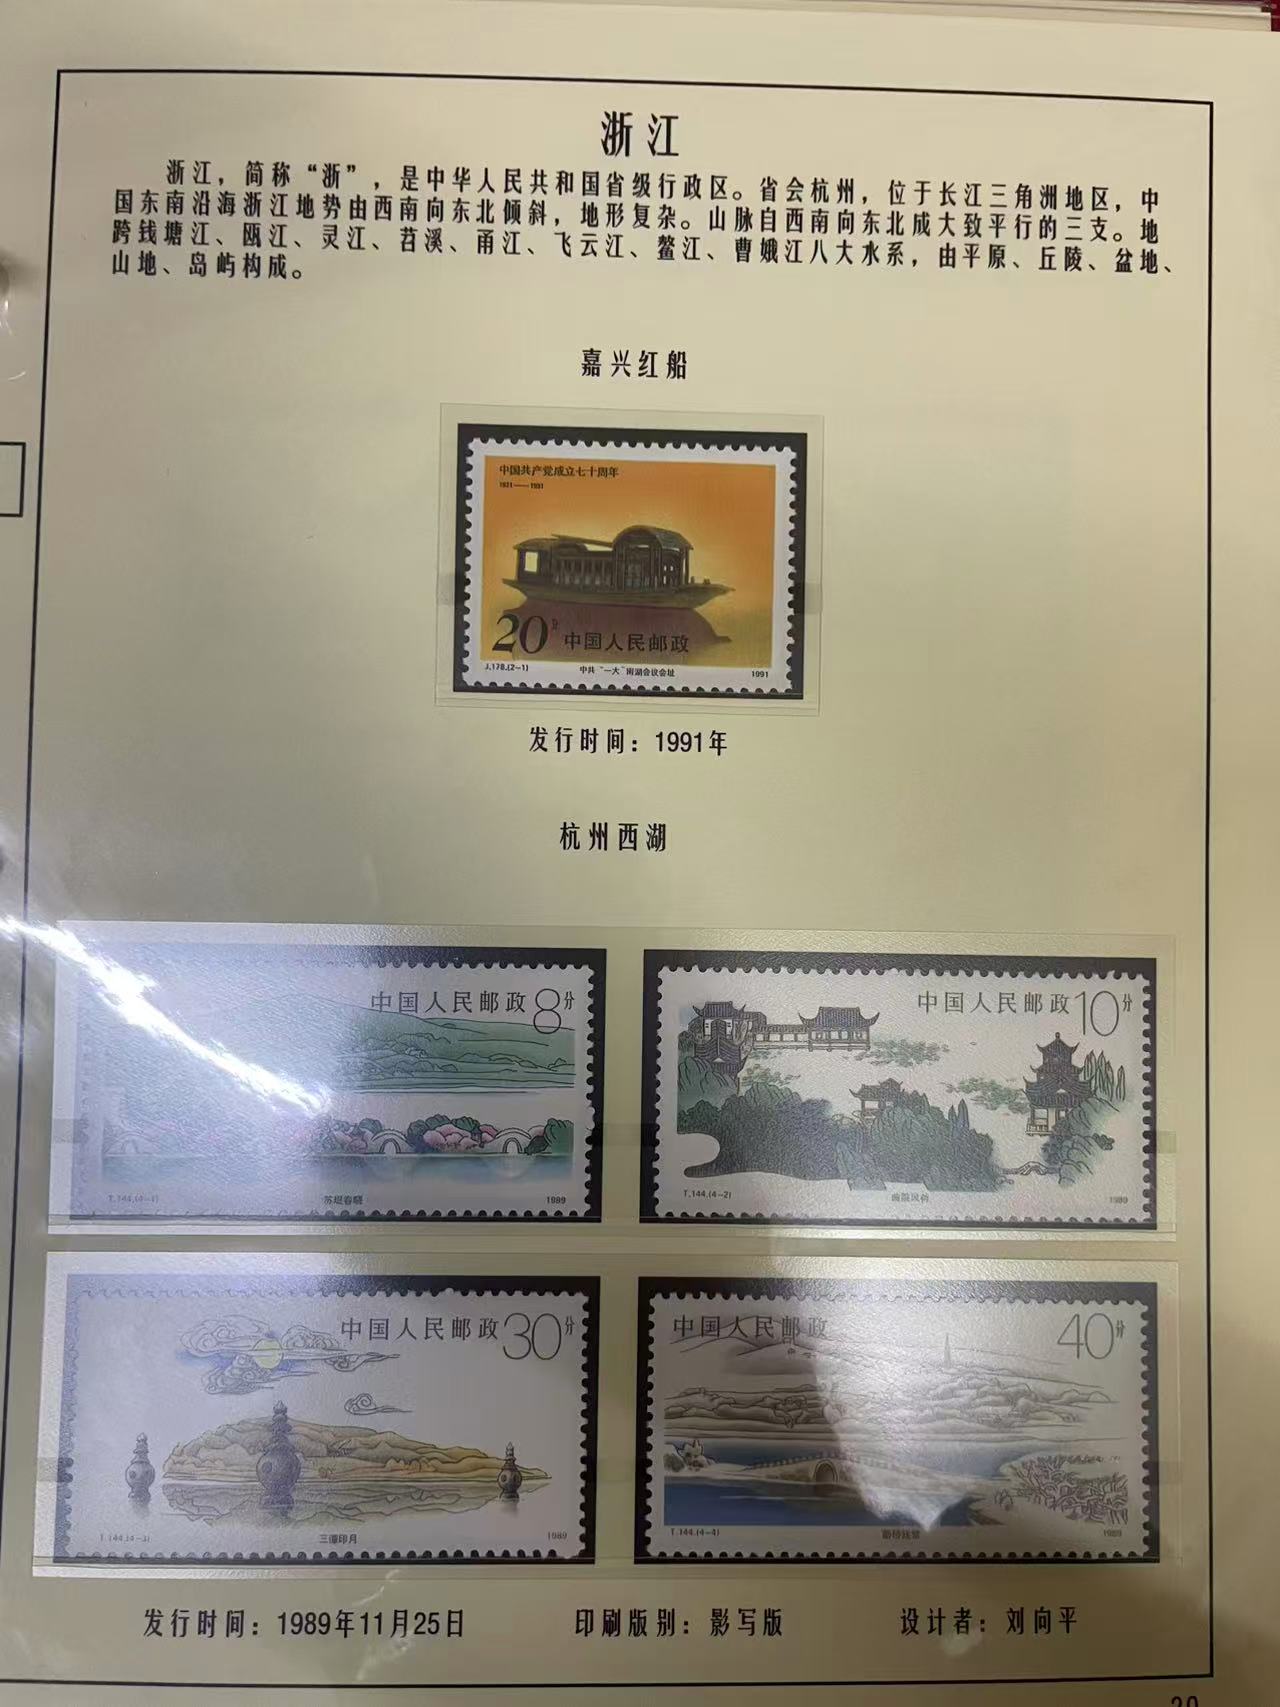 浙江
浙江，简称“浙”，是中华人民共和国省级行政区。省会杭州，位于长江三角洲地区，中
国东南沿海浙江地势由西南向东北倾斜，地形复杂。山脉自西南向东北成大致平行的三支。地
跨钱塘江、瓯江、灵江、苕溪、甬江、飞云江、鳌江、曹娥江八大水系，由平原、丘陵、盆地、
山地、岛屿构成。
嘉兴红船
中国共产党成立七十周年
1921——1991
20分 中国人民邮政
J.178.(2-1) 中共“一大”南湖会议会址 1991
发行时间：1991年
杭州西湖
中国人民邮政 8分
T.144.(4-1) 苏堤春晓 1989
中国人民邮政 10分
T.144.(4-2) 曲院风荷 1989
中国人民邮政 30分
T.144.(4-3) 三潭印月 1989
中国人民邮政 40分
T.144.(4-4) 断桥残雪 1989
发行时间：1989年11月25日 印刷版别：影写版 设计者：刘向平